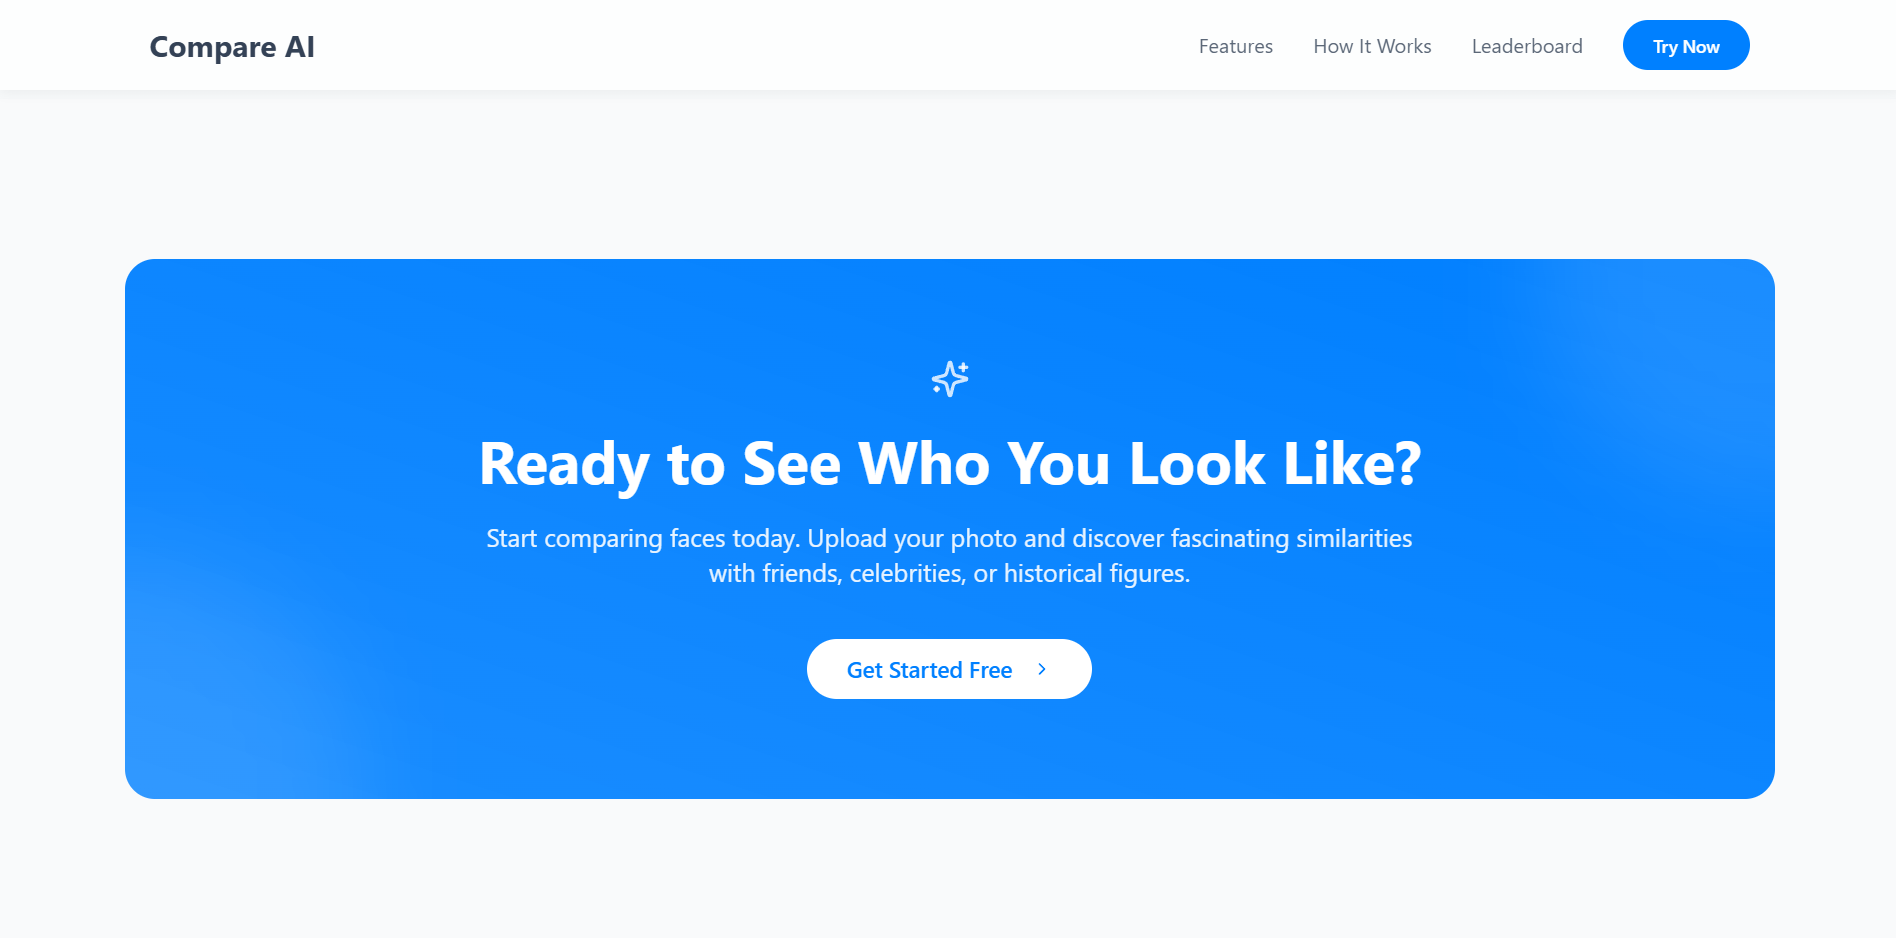 Compare AI
Features
How It Works
Leaderboard
Try Now
Ready to See Who You Look Like?
Start comparing faces today. Upload your photo and discover fascinating similarities
with friends, celebrities, or historical figures.
Get Started Free